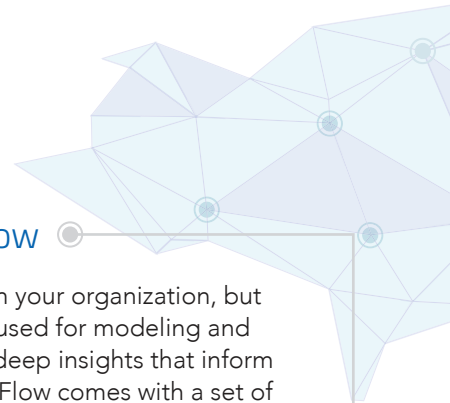 ow
n your organization, but
used for modeling and
deep insights that inform
Flow comes with a set of